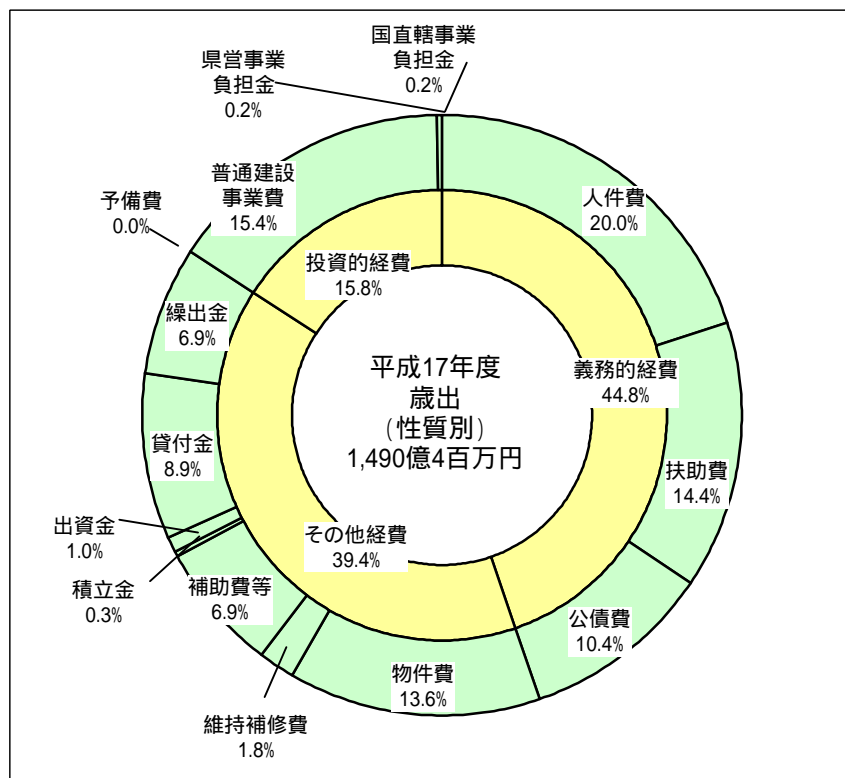 国直轄事業
負担金
0.2%
県営事業
負担金
0.2%
普通建設
事業費
15.4%
予備費
0.0%
人件費
20.0%
投資的経費
15.8%
繰出金
6.9%
平成17年度
歳出
(性質別)
1,490億4百万円
義務的経費
44.8%
貸付金
8.9%
扶助費
14.4%
出資金
1.0%
その他経費
39.4%
積立金
0.3%
補助費等
6.9%
公債費
10.4%
物件費
13.6%
維持補修費
1.8%